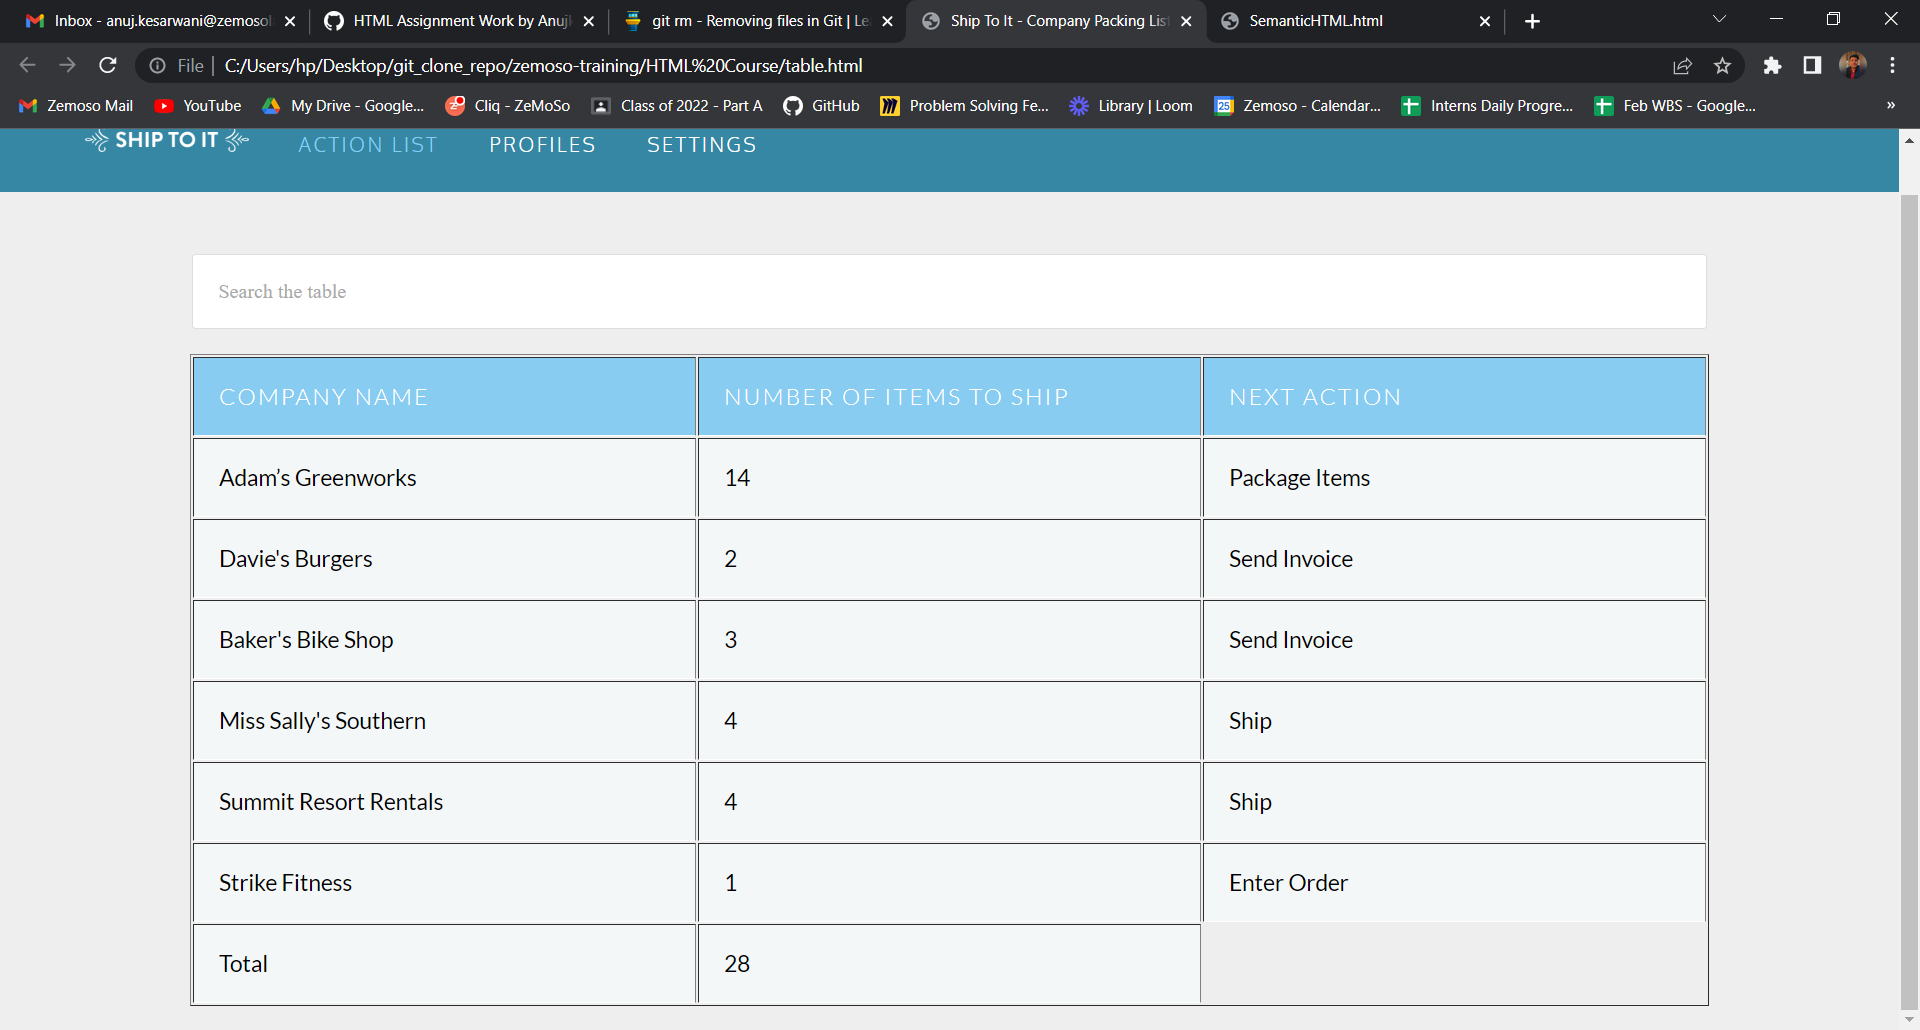 Inbox - anuj.kesarwani@zemosol
HTML Assignment Work by Anujk
git rm - Removing files in Git | Le
Ship To It - Company Packing List
SemanticHTML.html
File
C:/Users/hp/Desktop/git_clone_repo/zemoso-training/HTML%20Course/table.html
Zemoso Mail
YouTube
My Drive - Google...
Cliq - ZeMoSo
Class of 2022 - Part A
GitHub
Problem Solving Fe...
Library | Loom
25
Zemoso - Calendar...
Interns Daily Progre...
Feb WBS - Google...
»
SHIP TO IT
ACTION LIST
PROFILES
SETTINGS
Search the table
COMPANY NAME
NUMBER OF ITEMS TO SHIP
NEXT ACTION
Adam’s Greenworks
14
Package Items
Davie's Burgers
2
Send Invoice
Baker's Bike Shop
3
Send Invoice
Miss Sally's Southern
4
Ship
Summit Resort Rentals
4
Ship
Strike Fitness
1
Enter Order
Total
28